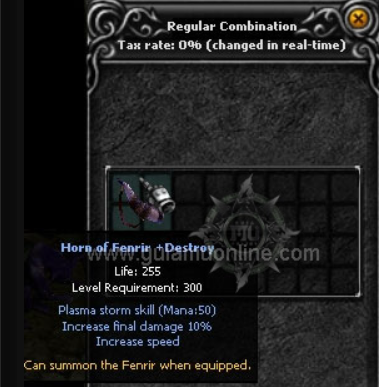 Regular Combination
Tax rate: 0% (changed in real-time)
www.guiamuonline.com
Horn of Fenrir +Destroy
Life: 255
Level Requirement: 300
Plasma storm skill (Mana:50)
Increase final damage 10%
Increase speed
Can summon the Fenrir when equipped.